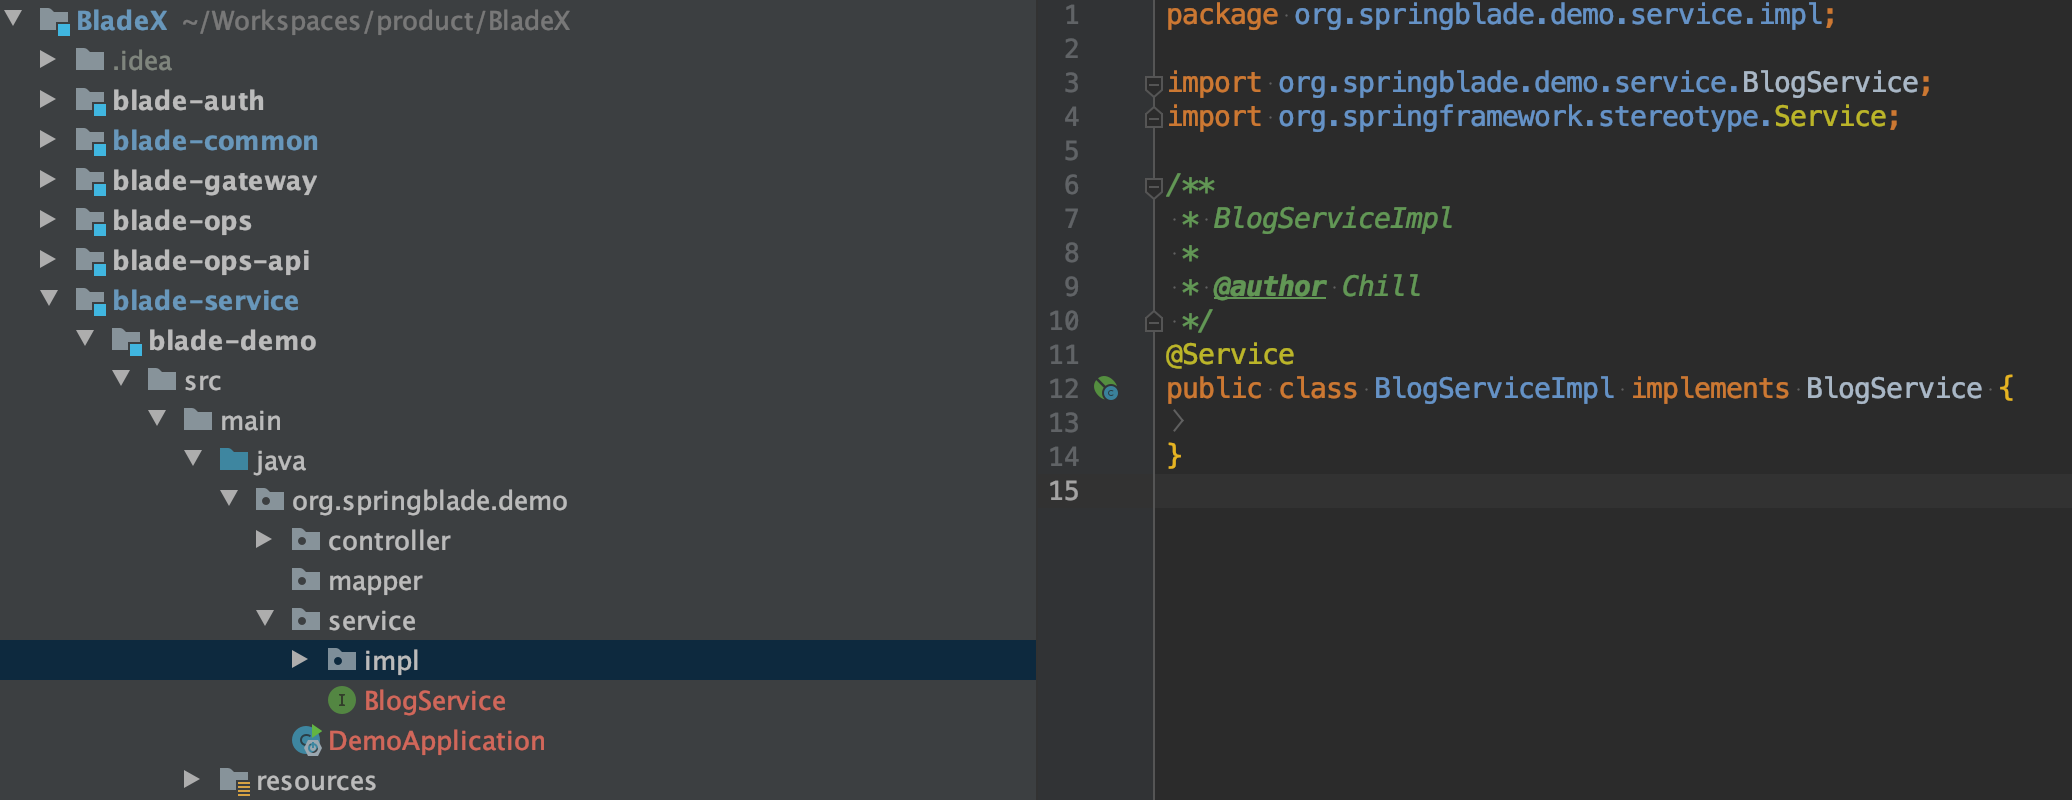 BladeX ~/Workspaces/product/BladeX
.idea
blade-auth
blade-common
blade-gateway
blade-ops
blade-ops-api
blade-service
blade-demo
src
main
java
org.springblade.demo
controller
mapper
service
impl
BlogService
DemoApplication
resources
1 package org.springblade.demo.service.impl;
2
3 import org.springblade.demo.service.BlogService;
4 import org.springframework.stereotype.Service;
5
6 /**
7 * BlogServiceImpl
8 *
9 * @author Chill
10 */
11 @Service
12 public class BlogServiceImpl implements BlogService {
13
14 }
15